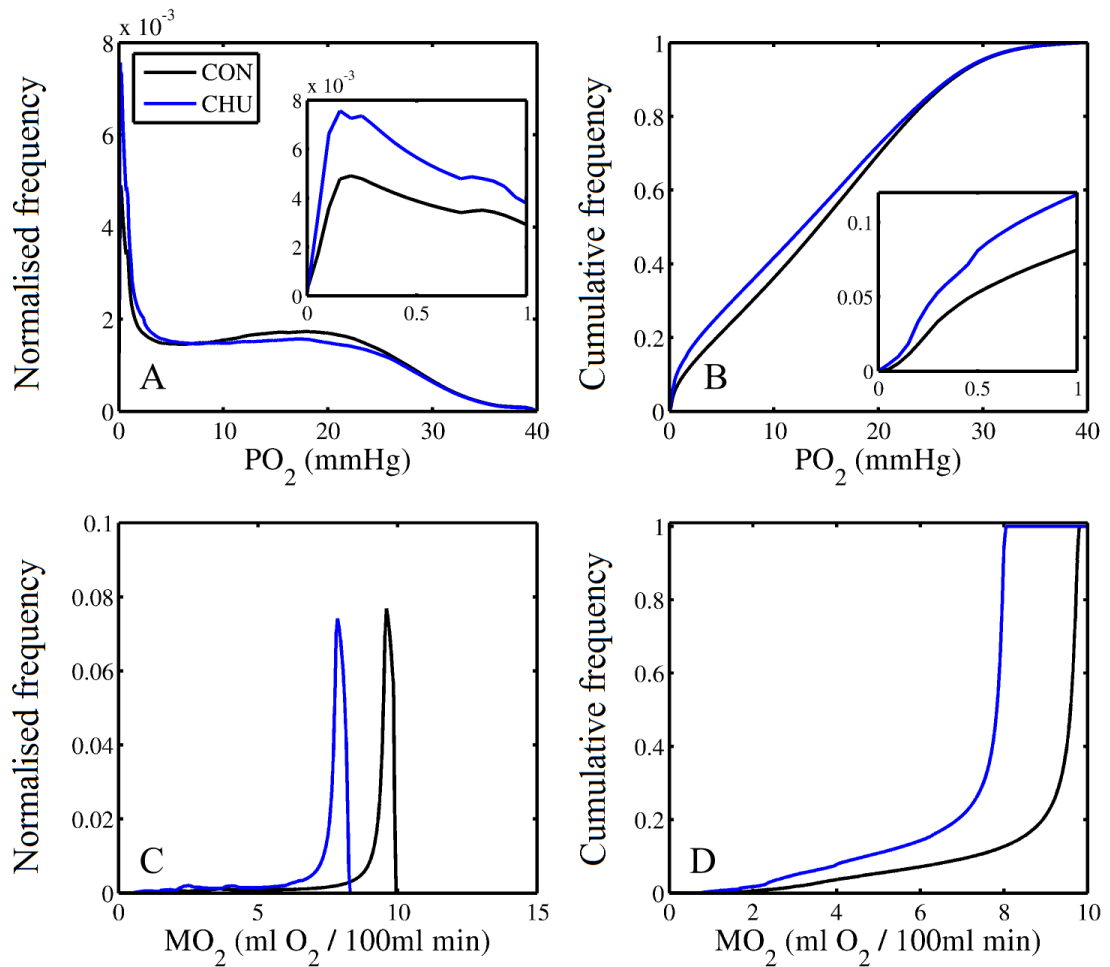 x 10-3
8
6
4
2
0
Normalised frequency
CON
CHU
x 10-3
8
6
4
2
0
0 0.5 1
A
0 10 20 30 40
PO2 (mmHg)
1
0.8
0.6
0.4
0.2
0
Cumulative frequency
0.1
0.05
0
0 0.5 1
B
0 10 20 30 40
PO2 (mmHg)
0.1
0.08
0.06
0.04
0.02
0
Normalised frequency
C
0 5 10 15
MO2 (ml O2 / 100ml min)
1
0.8
0.6
0.4
0.2
0
Cumulative frequency
D
0 2 4 6 8 10
MO2 (ml O2 / 100ml min)